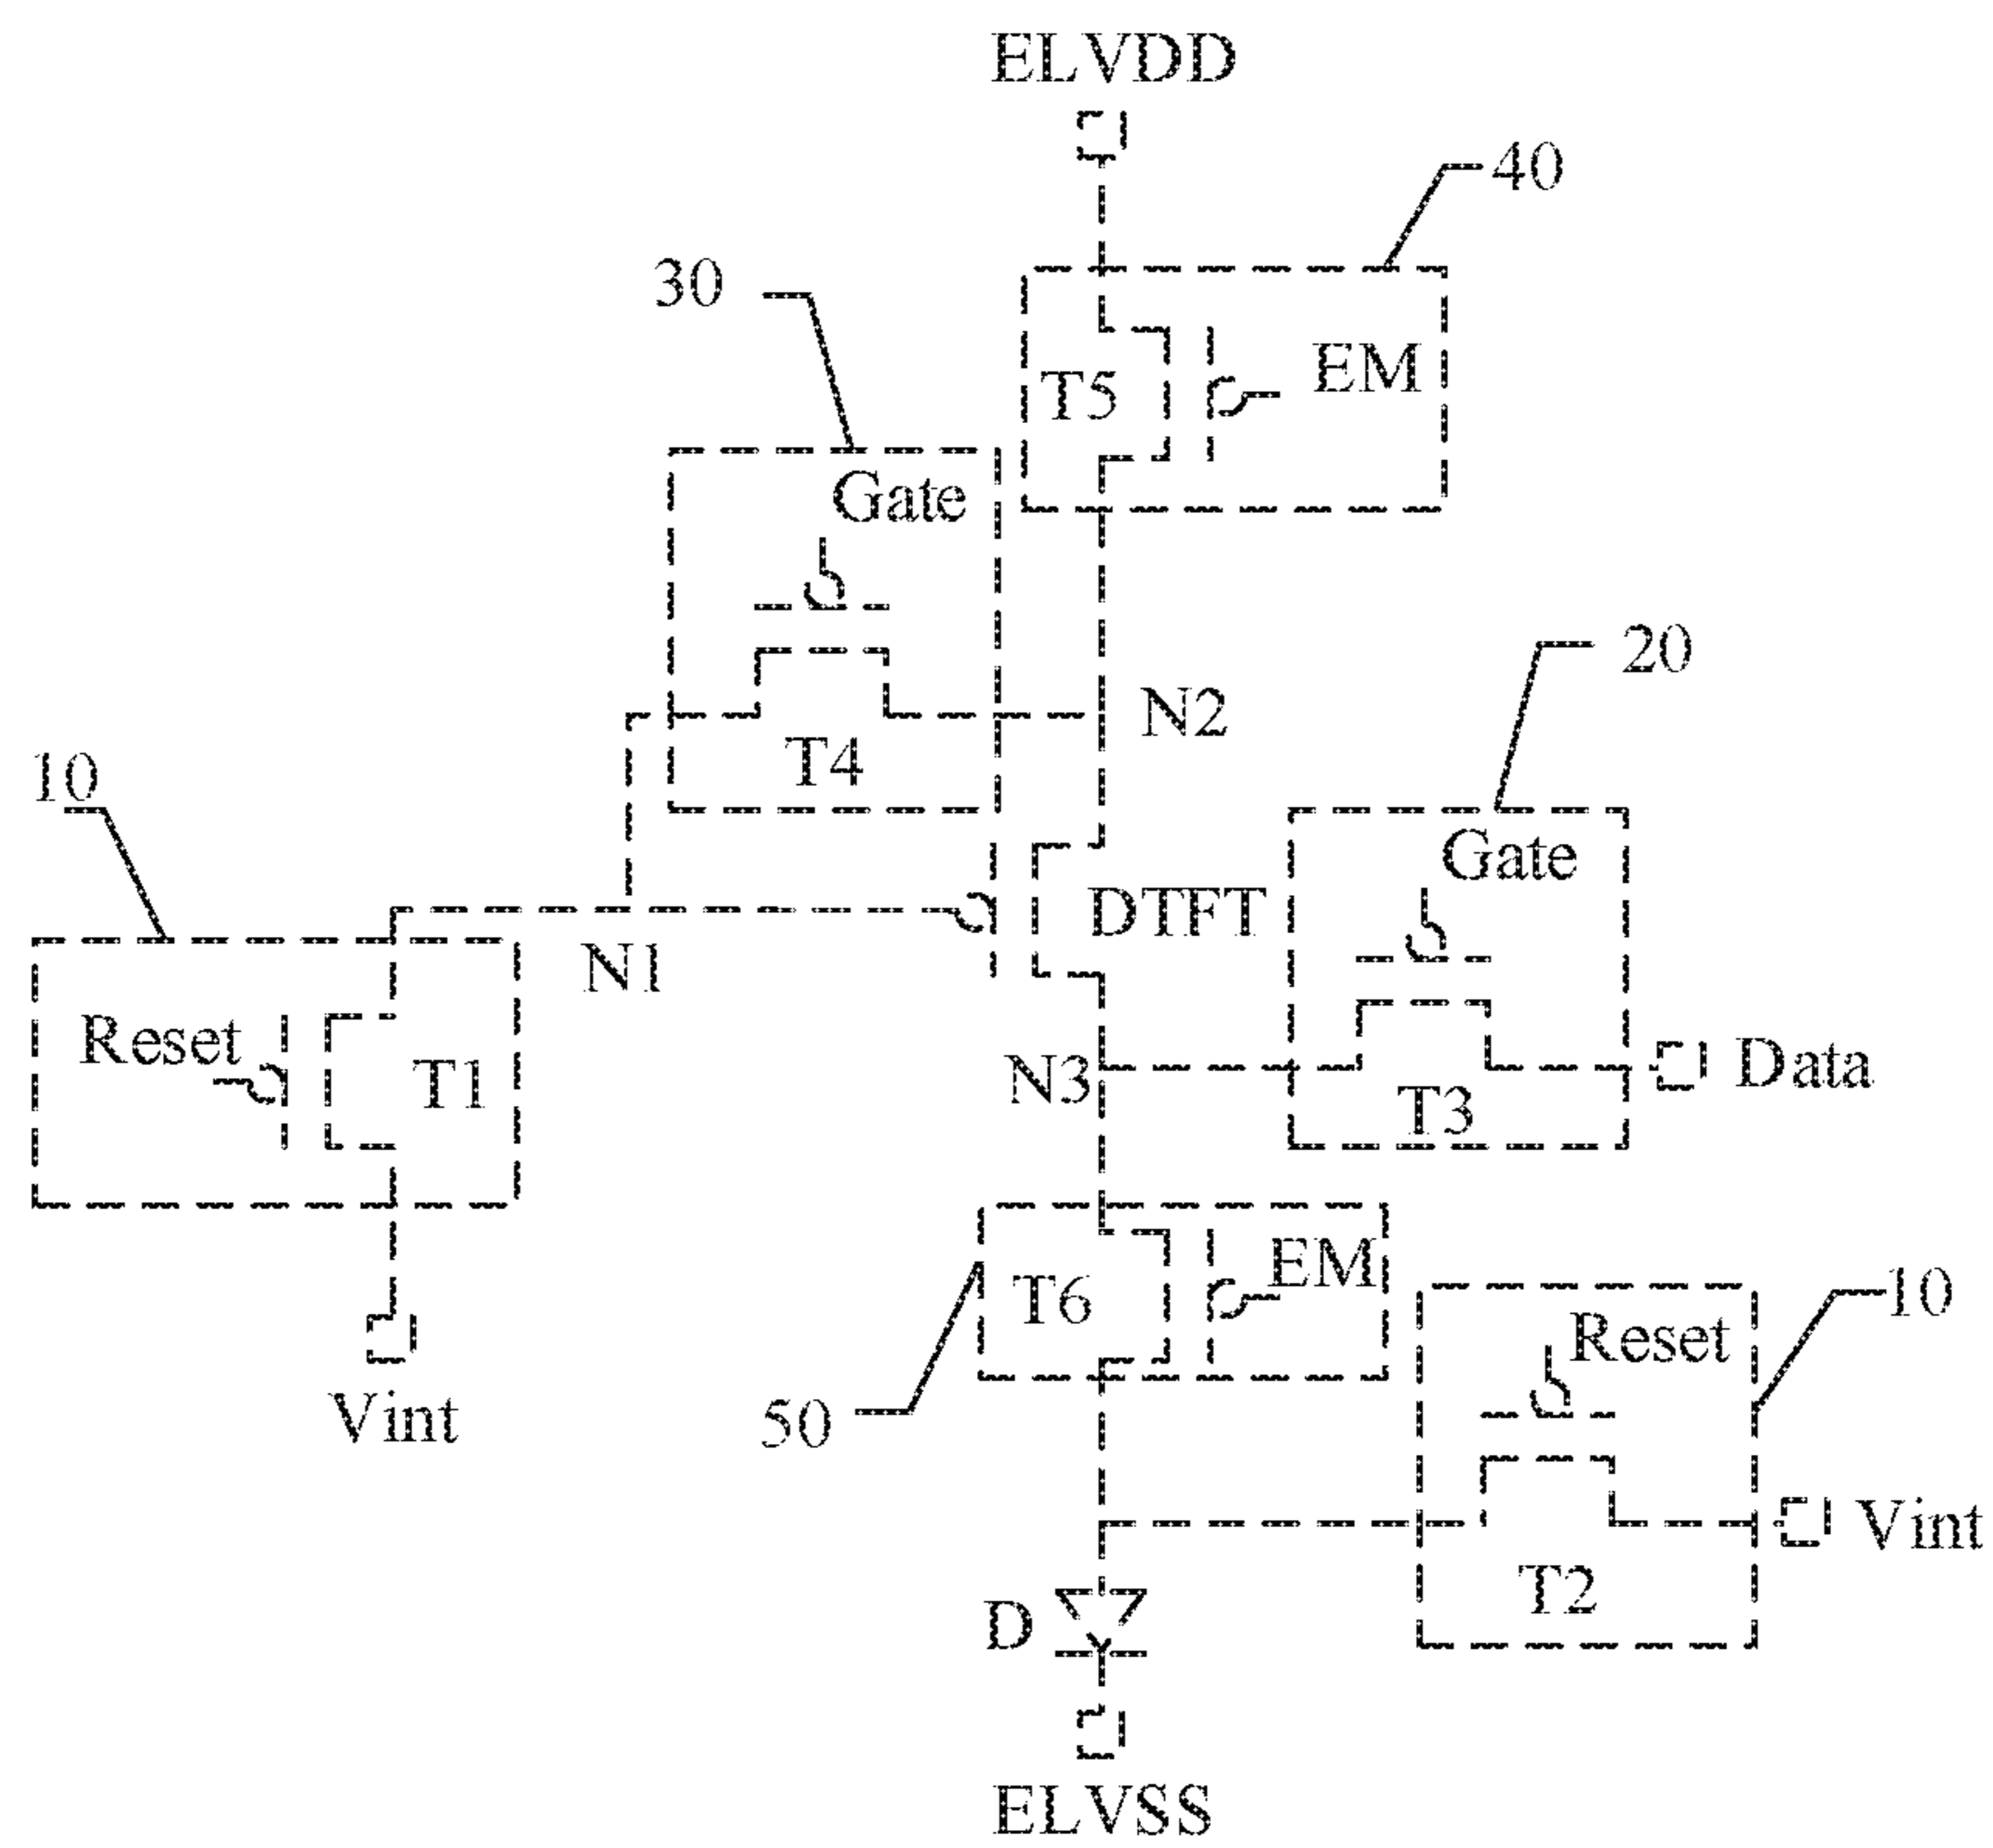 ELVDD
40
30
T5
EM
Gate
20
N2
T4
10
Gate
DTFT
N1
Reset
T1
N3
T3
Data
T6
EM
10
Reset
Vint
50
Vint
T2
D
ELVSS